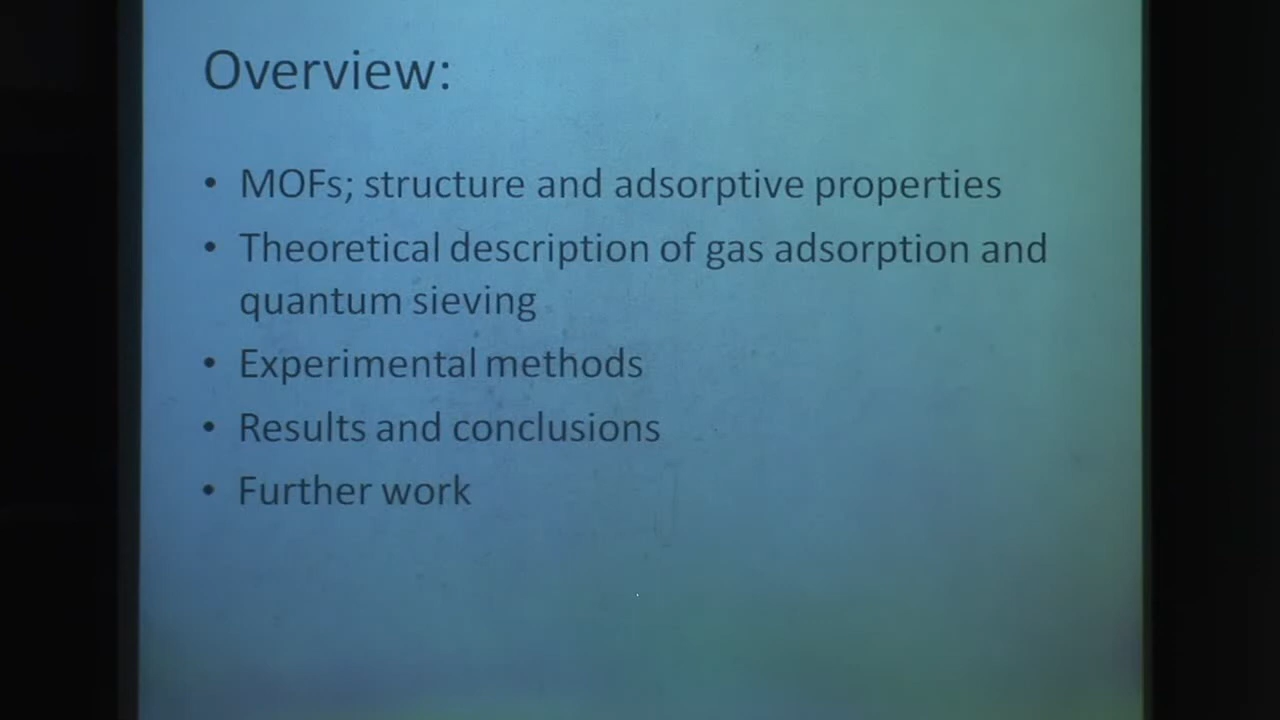 Overview:
• MOFs; structure and adsorptive properties
• Theoretical description of gas adsorption and
quantum sieving
• Experimental methods
• Results and conclusions
• Further work